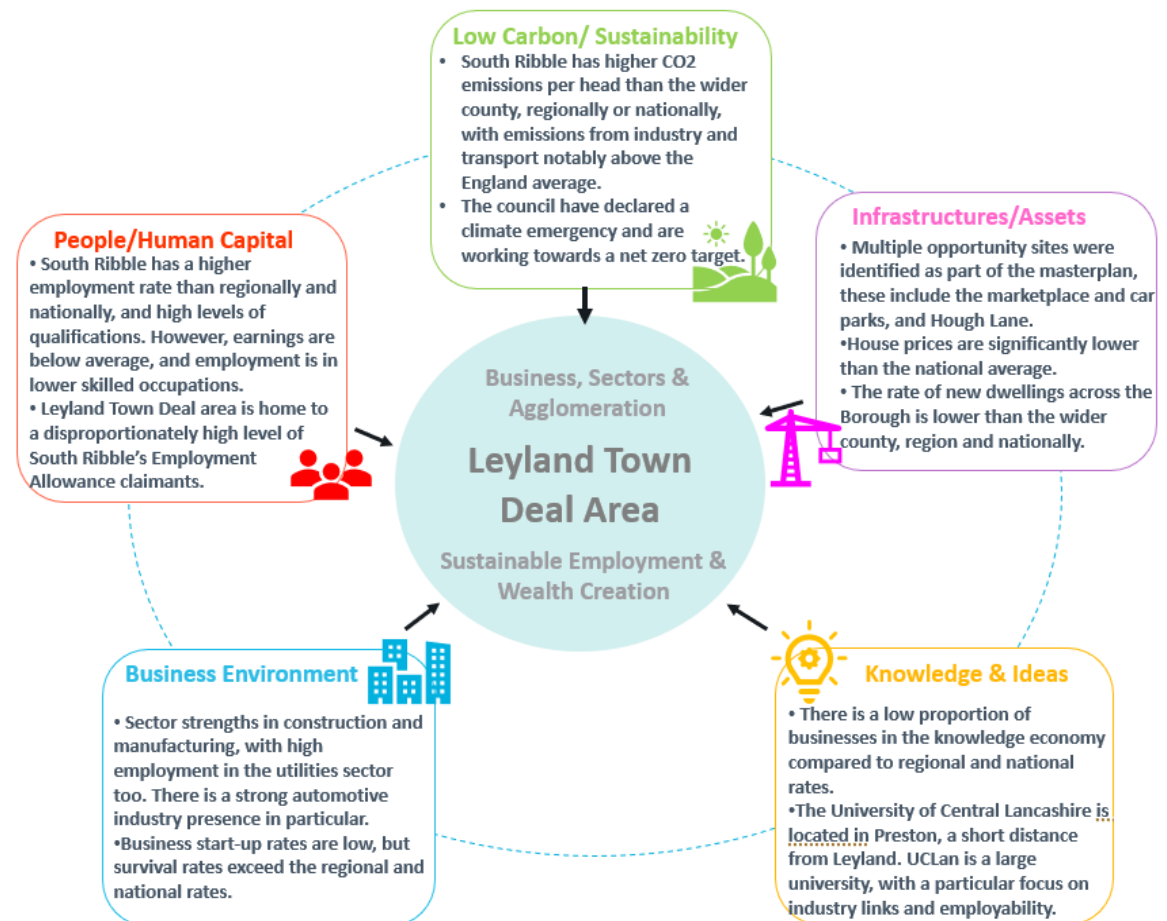 Low Carbon/ Sustainability
• South Ribble has higher CO2
emissions per head than the wider
county, regionally or nationally,
with emissions from industry and
transport notably above the
England average.
• The council have declared a
climate emergency and are
working towards a net zero target.
People/Human Capital
• South Ribble has a higher
employment rate than regionally and
nationally, and high levels of
qualifications. However, earnings are
below average, and employment is in
lower skilled occupations.
• Leyland Town Deal area is home to
a disproportionately high level of
South Ribble's Employment
Allowance claimants.
Infrastructures/Assets
• Multiple opportunity sites were
identified as part of the masterplan,
these include the marketplace and car
parks, and Hough Lane.
•House prices are significantly lower
than the national average.
• The rate of new dwellings across the
Borough is lower than the wider
county, region and nationally.
Business, Sectors &
Agglomeration
Leyland Town
Deal Area
Sustainable Employment &
Wealth Creation
Business Environment
• Sector strengths in construction and
manufacturing, with high
employment in the utilities sector
too. There is a strong automotive
industry presence in particular.
•Business start-up rates are low, but
survival rates exceed the regional and
national rates.
Knowledge & Ideas
• There is a low proportion of
businesses in the knowledge economy
compared to regional and national
rates.
•The University of Central Lancashire is
located in Preston, a short distance
from Leyland. UCLan is a large
university, with a particular focus on
industry links and employability.